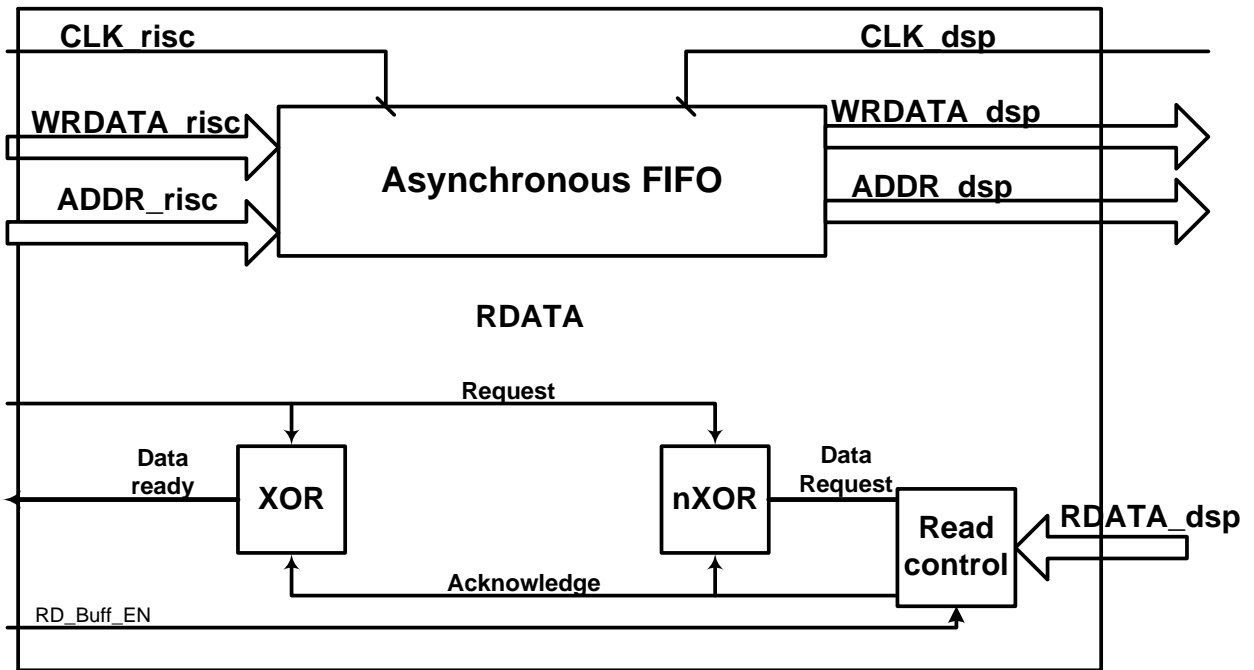 CLK_risc
CLK_dsp
WRDATA_risc
WRDATA_dsp
Asynchronous FIFO
ADDR_risc
ADDR_dsp
RDATA
Request
Data
ready
XOR
nXOR
Data
Request
Read
control
RDATA_dsp
Acknowledge
RD_Buff_EN